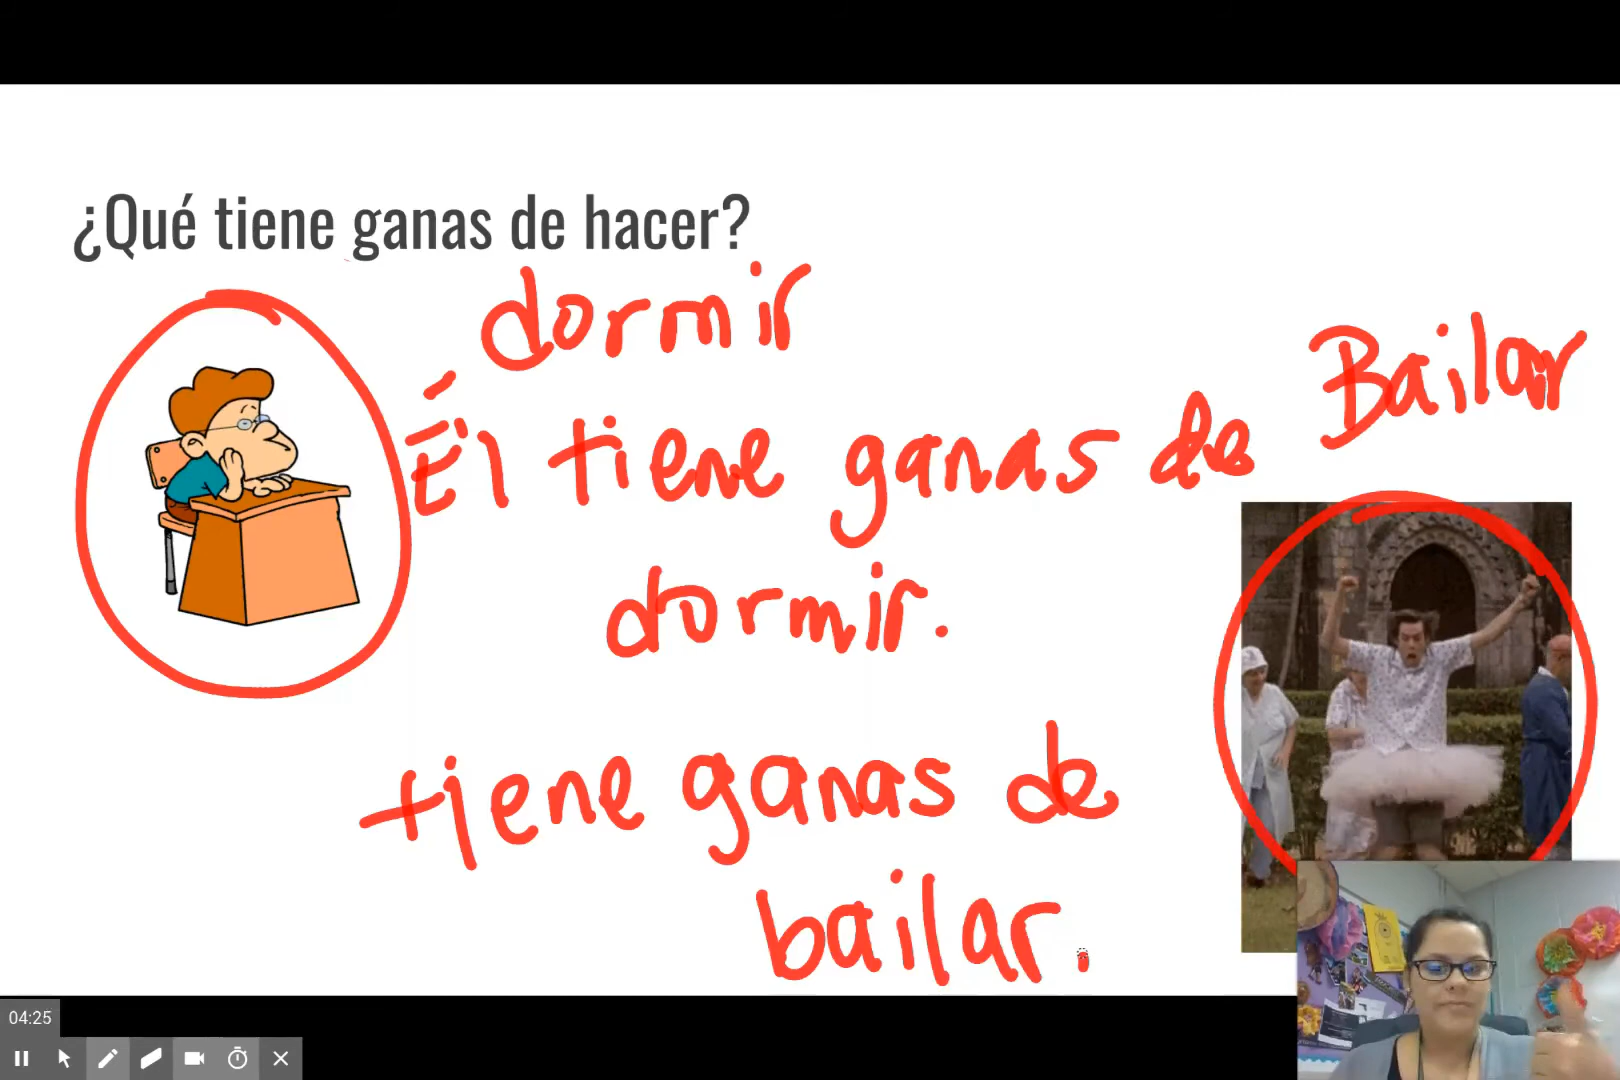 ¿Qué tiene ganas de hacer?
dormir
Bailar
Él tiene ganas de
dormir.
tiene ganas de
bailar.
04:25